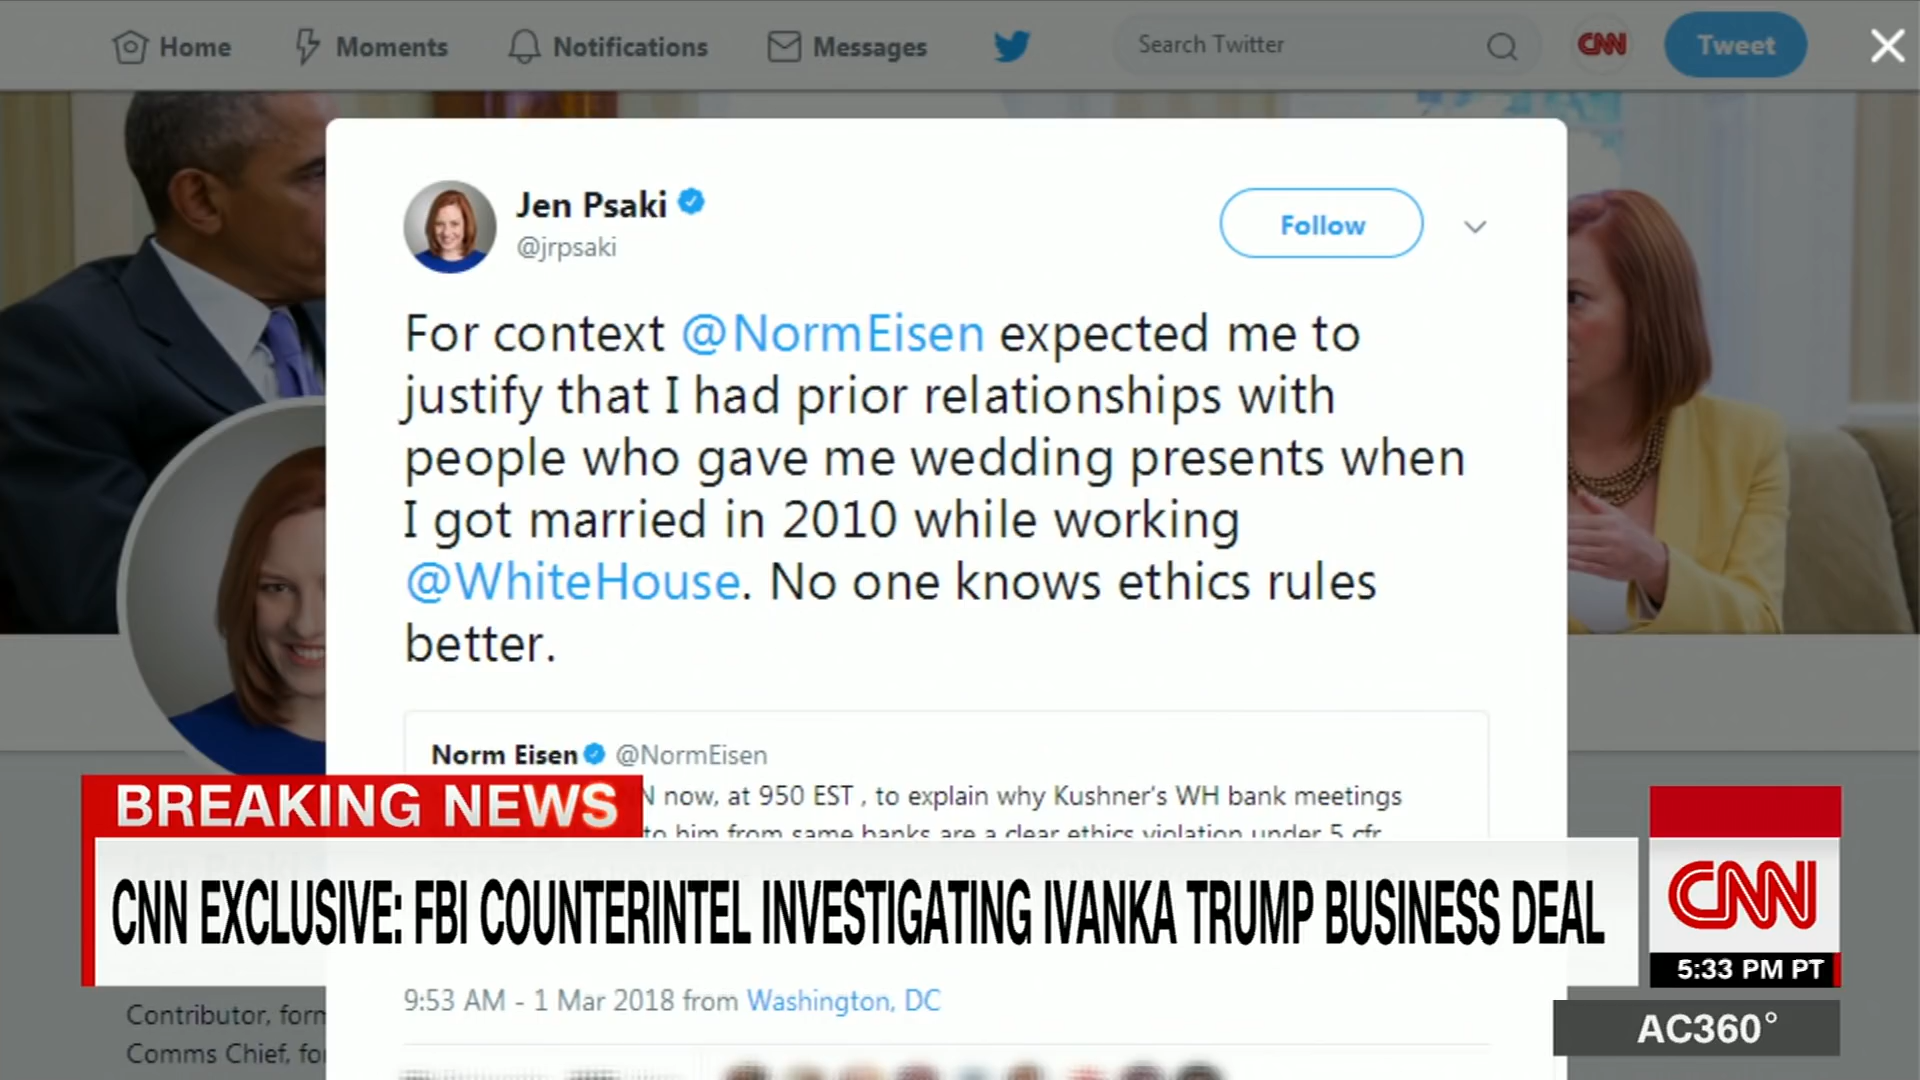 Home Moments Notifications Messages Search Twitter CNN Tweet
Jen Psaki
@jrpsaki
Follow
For context @NormEisen expected me to
justify that I had prior relationships with
people who gave me wedding presents when
I got married in 2010 while working
@WhiteHouse. No one knows ethics rules
better.
Norm Eisen @NormEisen
now, at 950 EST , to explain why Kushner's WH bank meetings
to him from same banks are a clear ethics violation under 5 cfr
BREAKING NEWS
CNN EXCLUSIVE: FBI COUNTERINTEL INVESTIGATING IVANKA TRUMP BUSINESS DEAL
CNN
5:33 PM PT
9:53 AM - 1 Mar 2018 from Washington, DC
AC360°
Contributor,
Comms Chief,